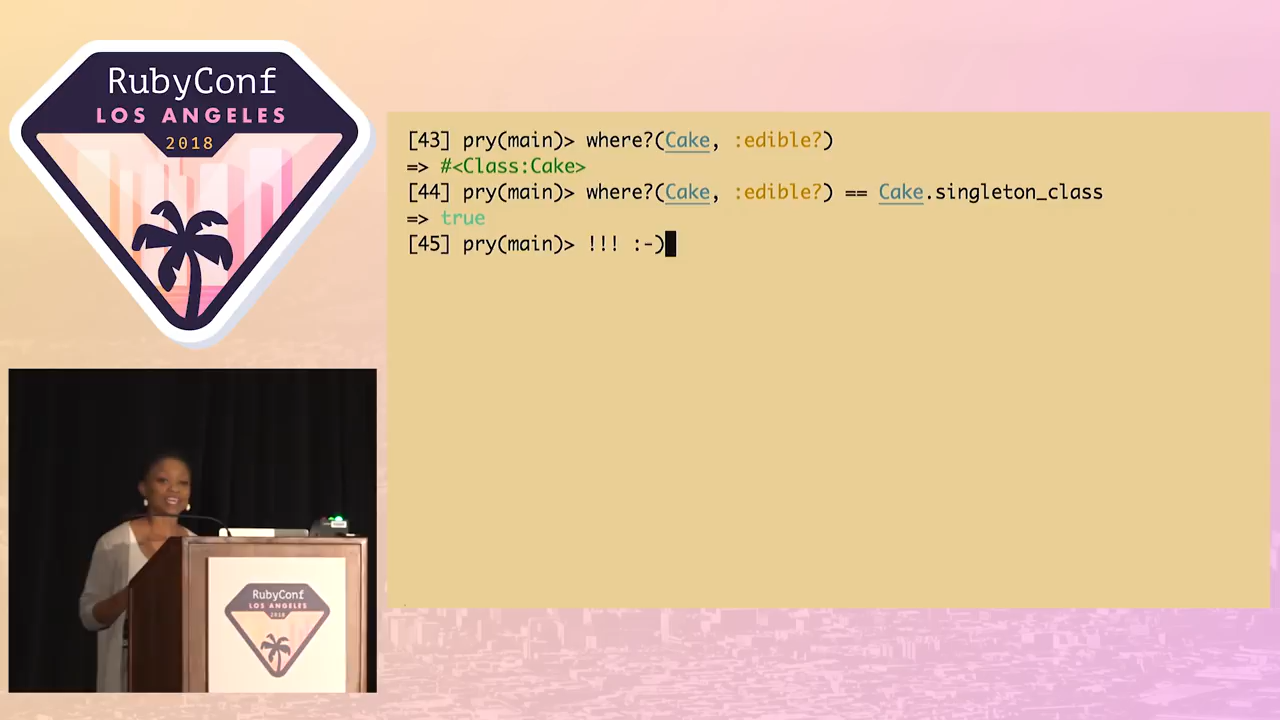 RubyConf
LOS ANGELES
2018
[43] pry(main)> where?(Cake, :edible?)
=> #<Class:Cake>
[44] pry(main)> where?(Cake, :edible?) == Cake.singleton_class
=> true
[45] pry(main)> !!! :-)
RubyConf
LOS ANGELES
2018